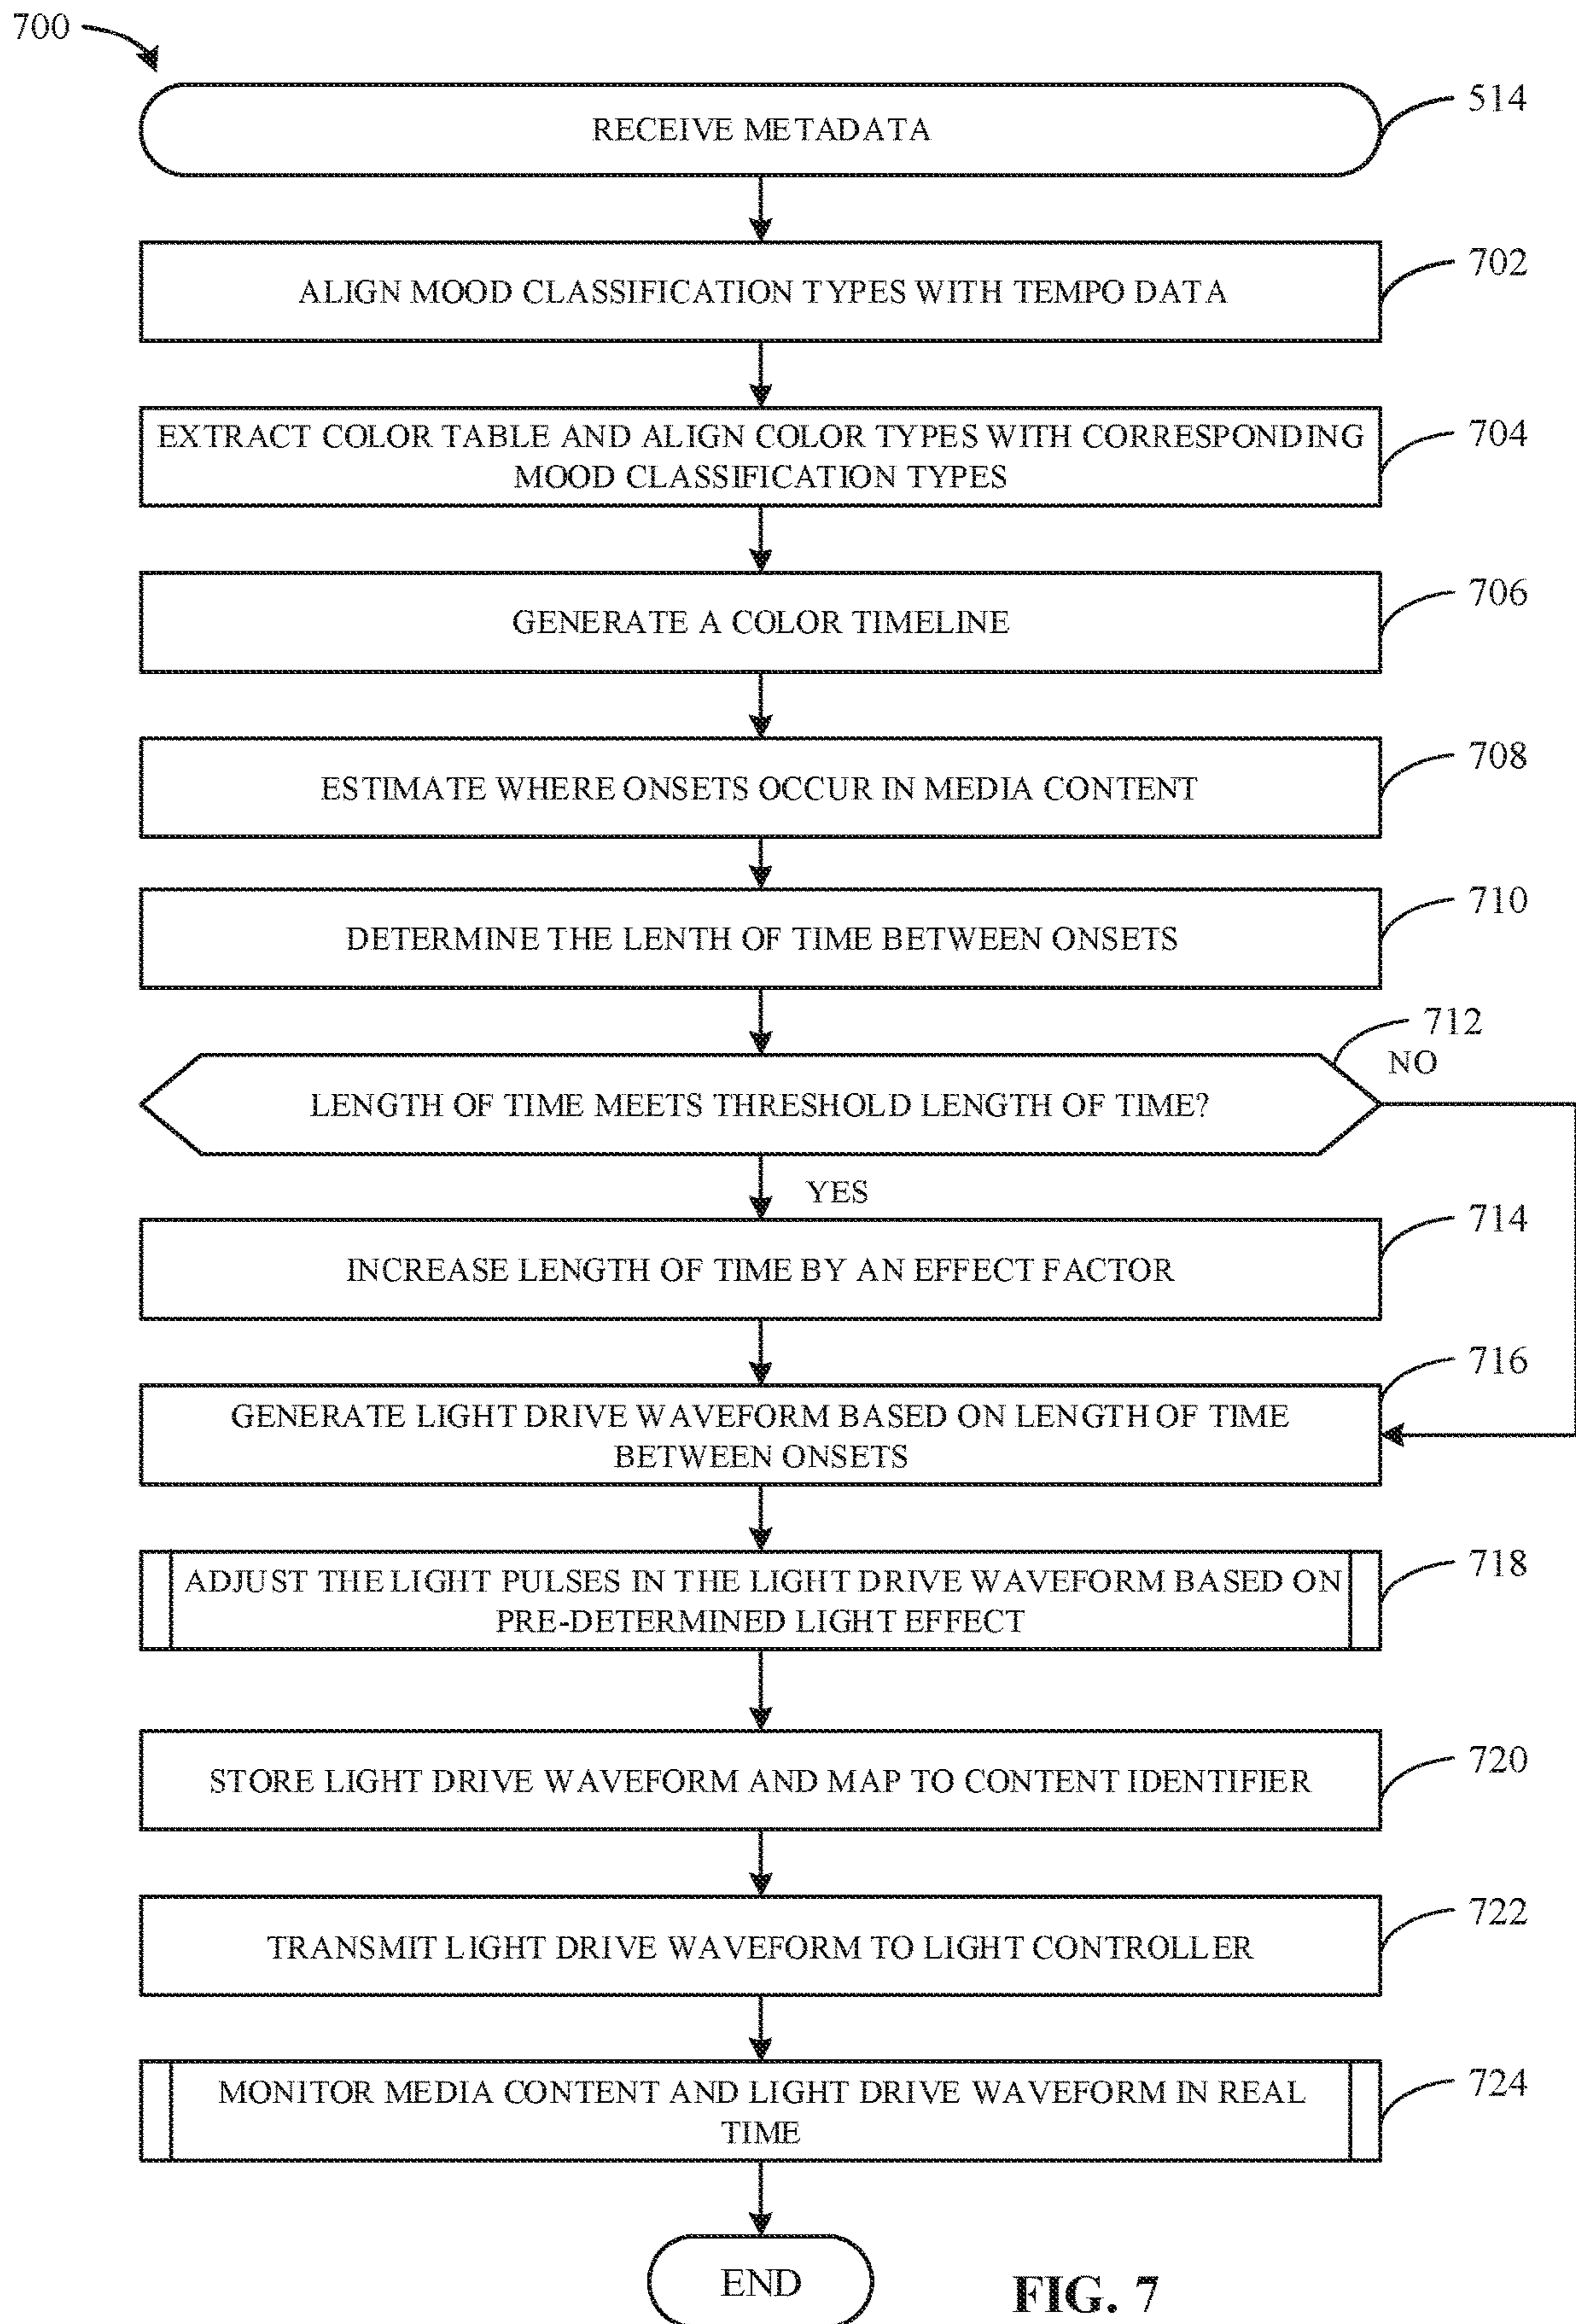 700
RECEIVE METADATA
514
ALIGN MOOD CLASSIFICATION TYPES WITH TEMPO DATA
702
EXTRACT COLOR TABLE AND ALIGN COLOR TYPES WITH CORRESPONDING
MOOD CLASSIFICATION TYPES
704
GENERATE A COLOR TIMELINE
706
ESTIMATE WHERE ONSETS OCCUR IN MEDIA CONTENT
708
DETERMINE THE LENTH OF TIME BETWEEN ONSETS
710
LENGTH OF TIME MEETS THRESHOLD LENGTH OF TIME?
712
NO
YES
INCREASE LENGTH OF TIME BY AN EFFECT FACTOR
714
GENERATE LIGHT DRIVE WAVEFORM BASED ON LENGTH OF TIME
BETWEEN ONSETS
716
ADJUST THE LIGHT PULSES IN THE LIGHT DRIVE WAVEFORM BASED ON
PRE-DETERMINED LIGHT EFFECT
718
STORE LIGHT DRIVE WAVEFORM AND MAP TO CONTENT IDENTIFIER
720
TRANSMIT LIGHT DRIVE WAVEFORM TO LIGHT CONTROLLER
722
MONITOR MEDIA CONTENT AND LIGHT DRIVE WAVEFORM IN REAL
TIME
724
END
FIG. 7